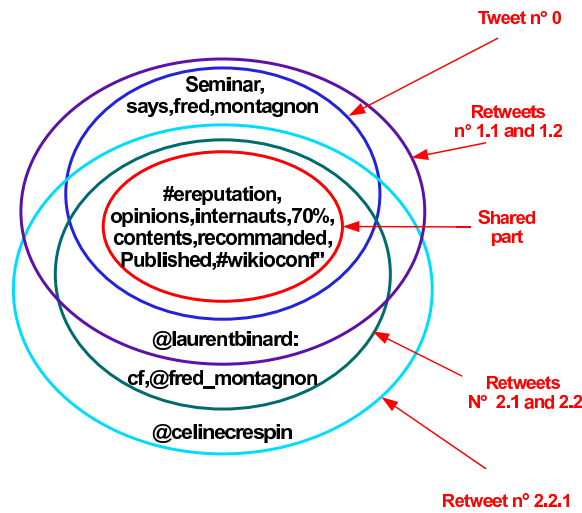 Tweet n° 0
Seminar,
says,fred,montagnon
Retweets
n° 1.1 and 1.2
#ereputation,
opinions,internauts,70%,
contents,recommanded,
Published,#wikioconf"
Shared
part
@laurentbinard:
cf,@fred_montagnon
Retweets
N° 2.1 and 2.2
@celinecrespin
Retweet n° 2.2.1